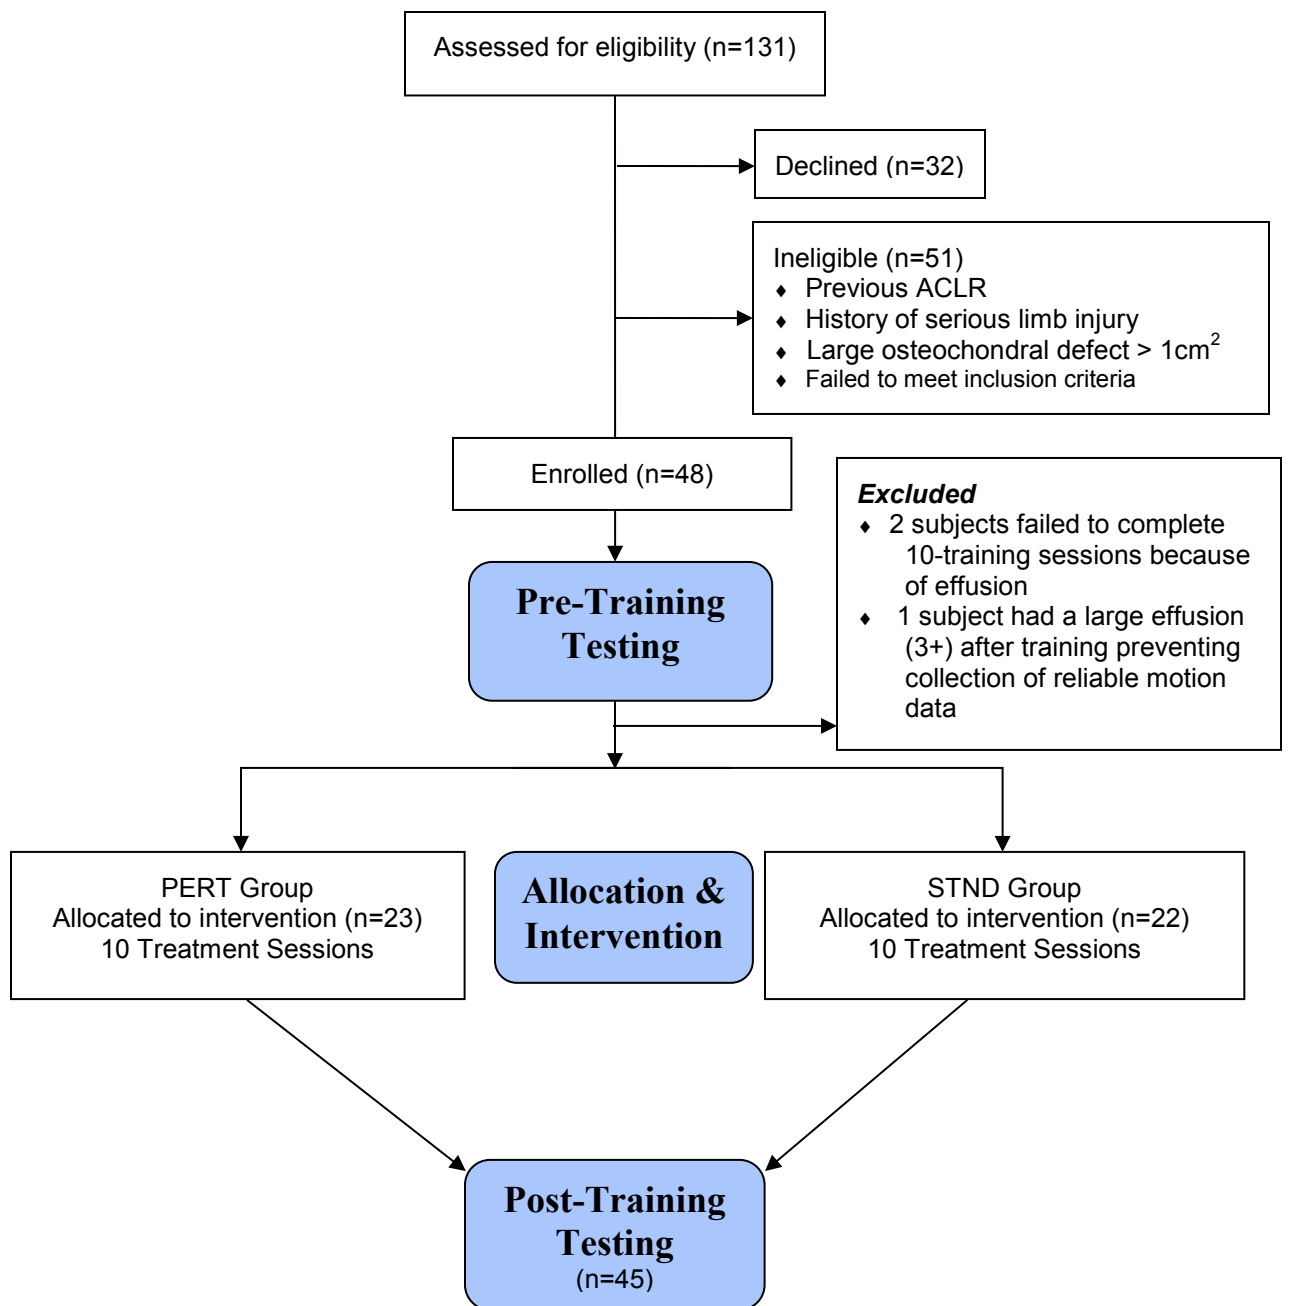 Assessed for eligibility (n=131)
Declined (n=32)
Ineligible (n=51)
♦ Previous ACLR
♦ History of serious limb injury
♦ Large osteochondral defect > 1cm²
♦ Failed to meet inclusion criteria
Enrolled (n=48)
Excluded
♦ 2 subjects failed to complete
10-training sessions because
of effusion
♦ 1 subject had a large effusion
(3+) after training preventing
collection of reliable motion
data
Pre-Training
Testing
PERT Group
Allocated to intervention (n=23)
10 Treatment Sessions
Allocation &
Intervention
STND Group
Allocated to intervention (n=22)
10 Treatment Sessions
Post-Training
Testing
(n=45)